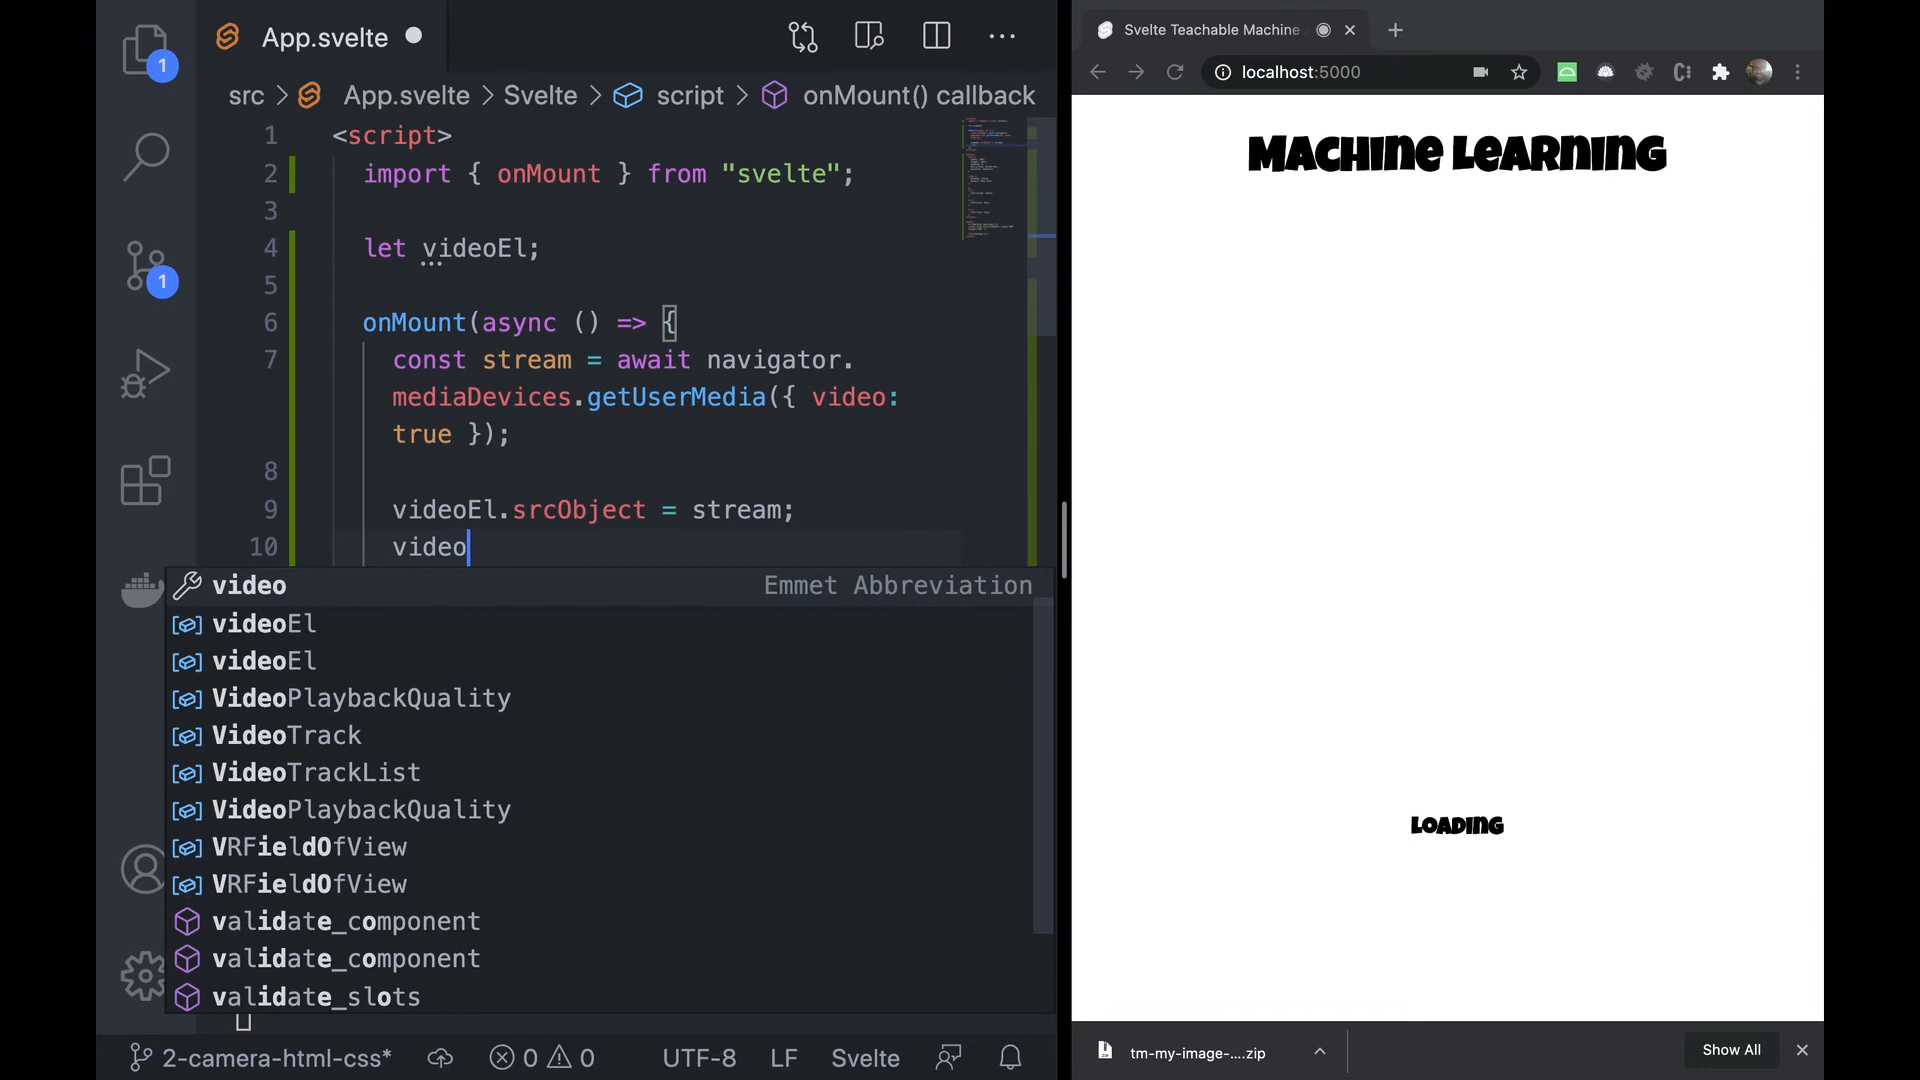 App.svelte
1
src > App.svelte > Svelte > script > onMount() callback
1 <script>
2 import { onMount } from "svelte";
3
4 let videoEl;
5
6 onMount(async () => {
7 const stream = await navigator.
mediaDevices.getUserMedia({ video:
true });
8
9 videoEl.srcObject = stream;
10 video
1
video Emmet Abbreviation
videoEl
videoEl
VideoPlaybackQuality
VideoTrack
VideoTrackList
VideoPlaybackQuality
VRFieldOfView
VRFieldOfView
validate_component
validate_component
validate_slots
2-camera-html-css* 0 0 UTF-8 LF Svelte
Svelte Teachable Machine
localhost:5000
Machine Learning
Loading
tm-my-image-....zip
Show All